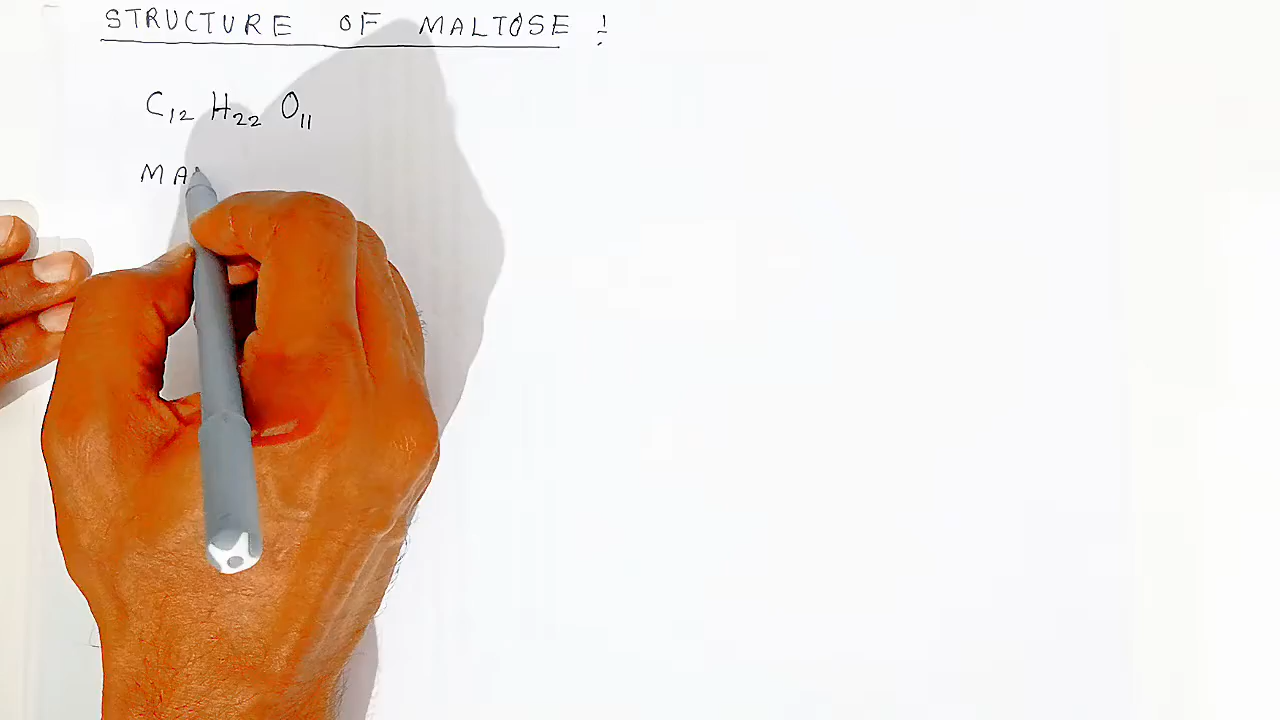 STRUCTURE OF MALTOSE !
C₁₂ H₂₂ O₁₁
MA